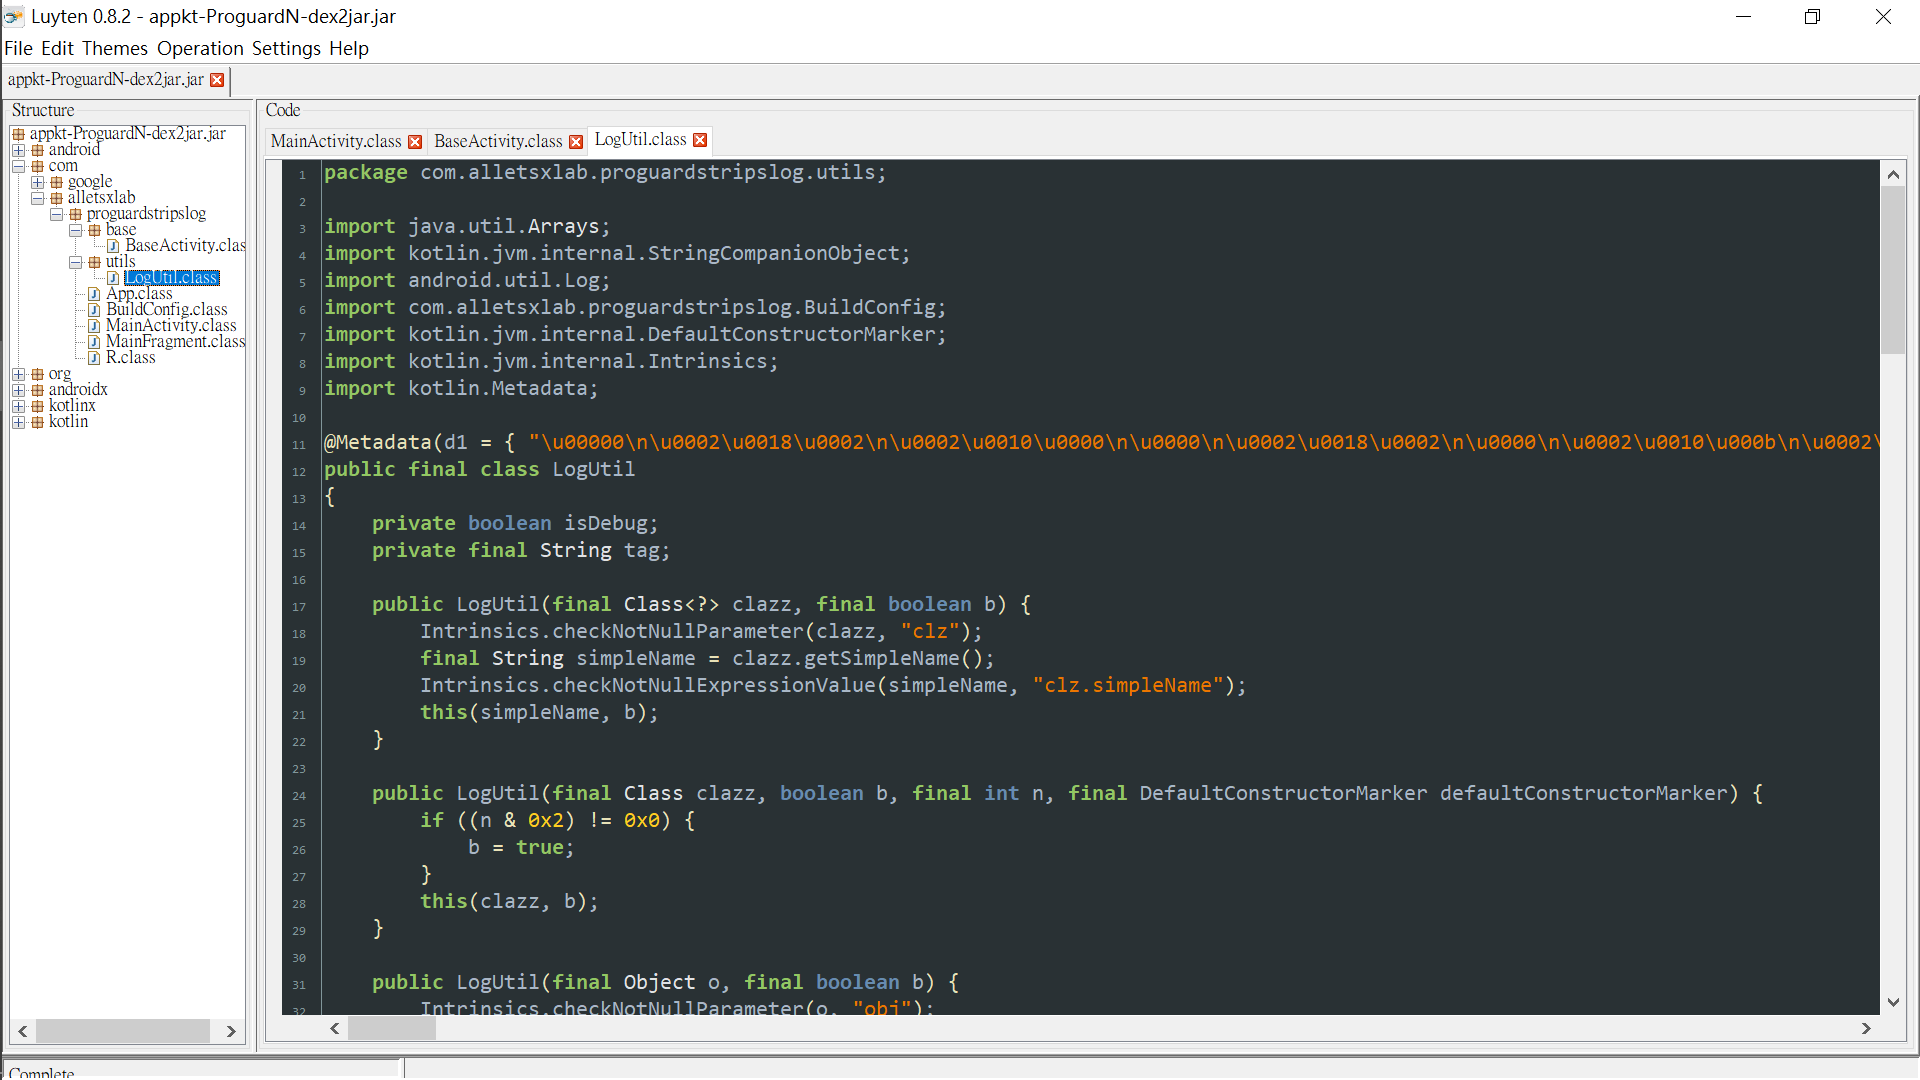 Luyten 0.8.2 - appkt-ProguardN-dex2jar.jar
File Edit Themes Operation Settings Help
appkt-ProguardN-dex2jar.jar
Structure
appkt-ProguardN-dex2jar.jar
android
com
google
alletsxlab
proguardstripslog
base
BaseActivity.clas
utils
LogUtil.class
App.class
BuildConfig.class
MainActivity.class
MainFragment.class
R.class
org
androidx
kotlinx
kotlin
Code
MainActivity.class BaseActivity.class LogUtil.class
1 package com.alletsxlab.proguardstripslog.utils;
2
3 import java.util.Arrays;
4 import kotlin.jvm.internal.StringCompanionObject;
5 import android.util.Log;
6 import com.alletsxlab.proguardstripslog.BuildConfig;
7 import kotlin.jvm.internal.DefaultConstructorMarker;
8 import kotlin.jvm.internal.Intrinsics;
9 import kotlin.Metadata;
10
11 @Metadata(d1 = { "\u00000\n\u0002\u0018\u0002\n\u0002\u0010\u0000\n\u0000\n\u0002\u0018\u0002\n\u0000\n\u0002\u0010\u000b\n\u0002\
12 public final class LogUtil
13 {
14     private boolean isDebug;
15     private final String tag;
16
17     public LogUtil(final Class<?> clazz, final boolean b) {
18         Intrinsics.checkNotNullParameter(clazz, "clz");
19         final String simpleName = clazz.getSimpleName();
20         Intrinsics.checkNotNullExpressionValue(simpleName, "clz.simpleName");
21         this(simpleName, b);
22     }
23
24     public LogUtil(final Class clazz, boolean b, final int n, final DefaultConstructorMarker defaultConstructorMarker) {
25         if ((n & 0x2) != 0x0) {
26             b = true;
27         }
28         this(clazz, b);
29     }
30
31     public LogUtil(final Object o, final boolean b) {
32         Intrinsics.checkNotNullParameter(o, "obj");
Complete